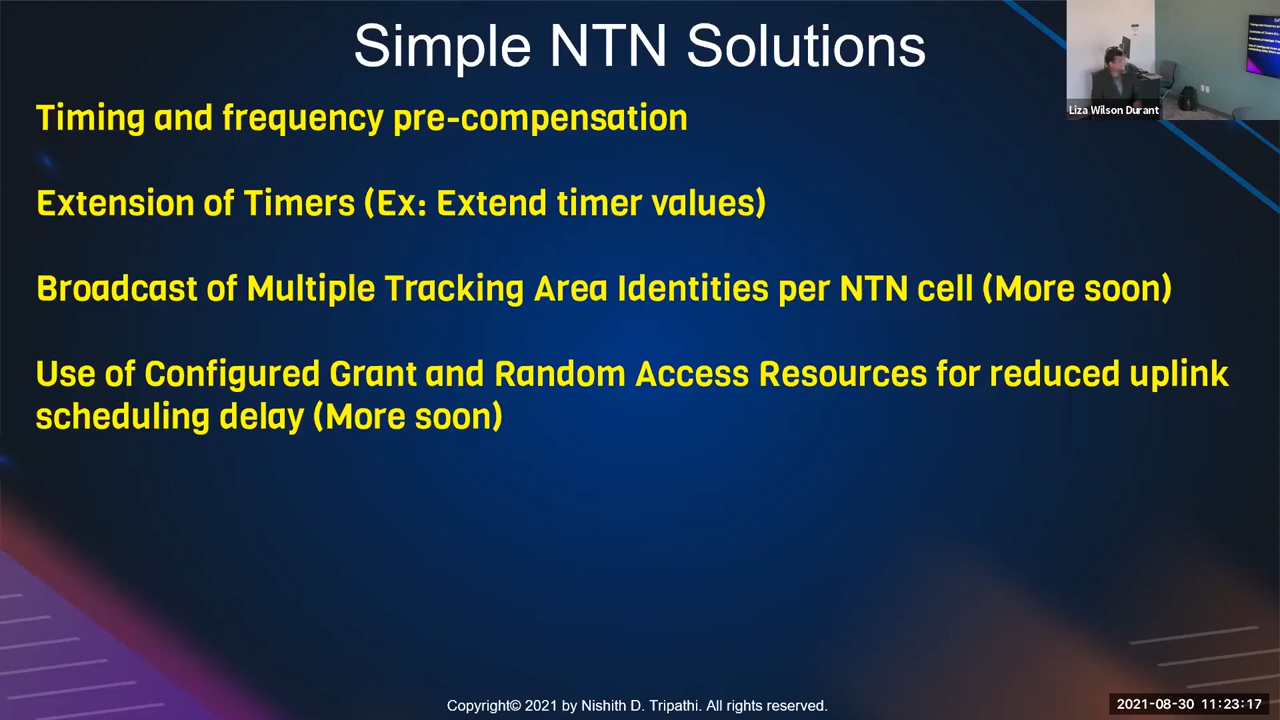 Simple NTN Solutions
Timing and frequency pre-compensation
Extension of Timers (Ex: Extend timer values)
Broadcast of Multiple Tracking Area Identities per NTN cell (More soon)
Use of Configured Grant and Random Access Resources for reduced uplink
scheduling delay (More soon)
Liza Wilson Durant
Copyright© 2021 by Nishith D. Tripathi. All rights reserved.
2021-08-30 11:23:17